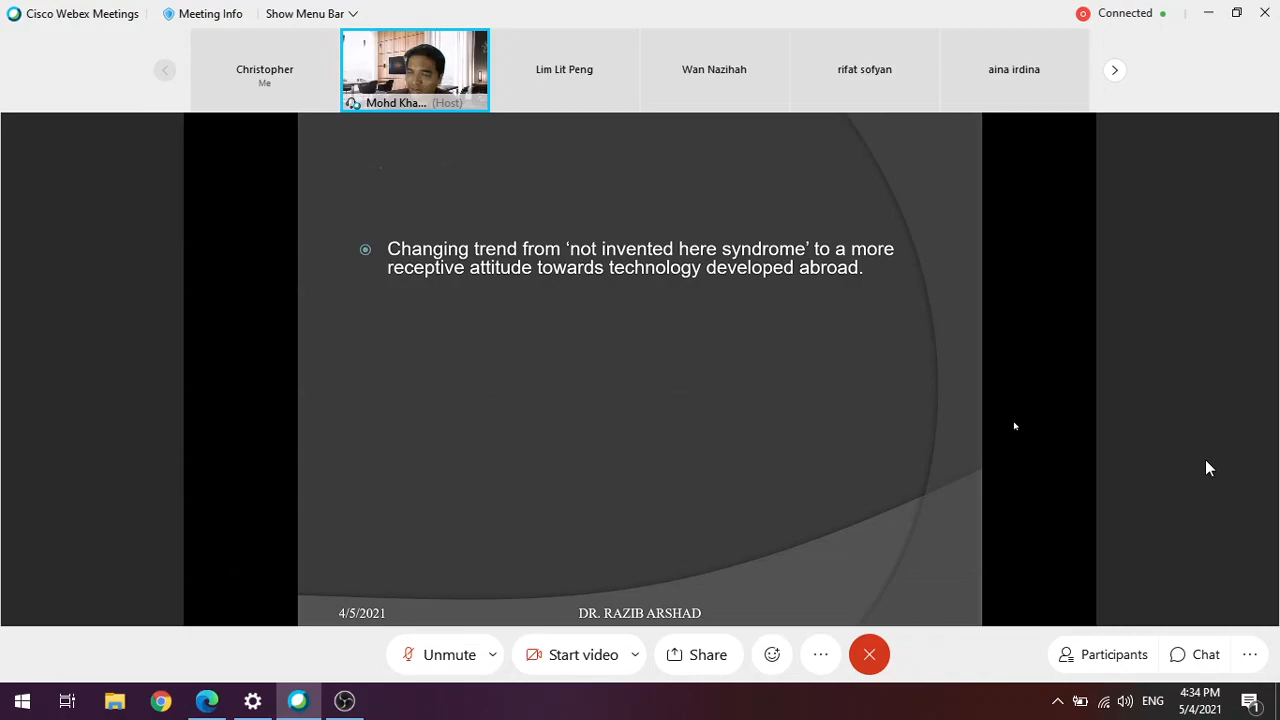 Cisco Webex Meetings
Meeting Info
Show Menu Bar
Connected
Christopher
Me
Mohd Kha... (Host)
Lim Lit Peng
Wan Nazihah
rifat sofyan
aina irdina
Changing trend from ‘not invented here syndrome’ to a more
receptive attitude towards technology developed abroad.
4/5/2021
DR. RAZIB ARSHAD
Unmute
Start video
Share
Participants
Chat
ENG
4:34 PM
5/4/2021
1